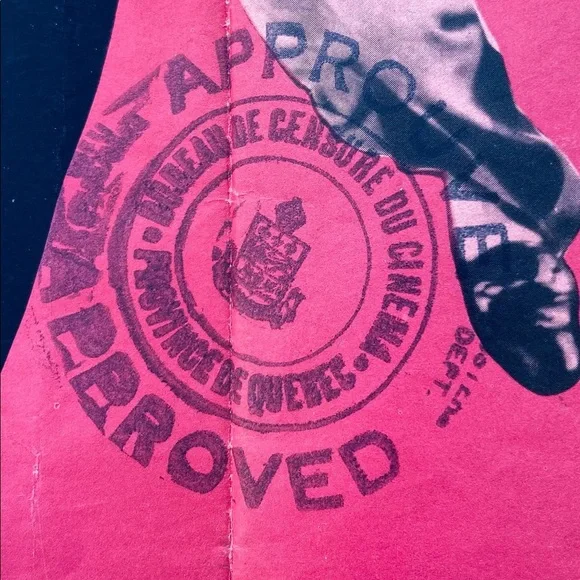 APPROVED
BUREAU DE CENSURE DU CINEMA
PROVINCE DE QUEBEC
APPROVED
DEPT.